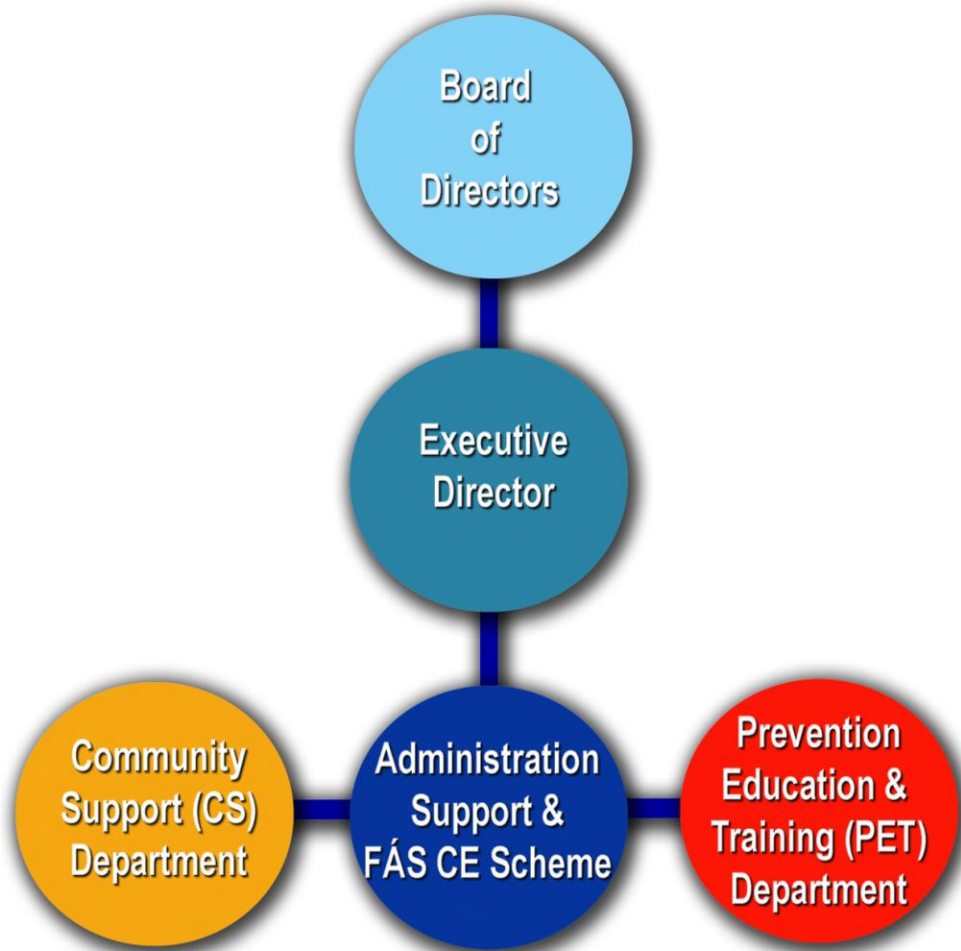 Board
of
Directors
Executive
Director
Community
Support (CS)
Department
Administration
Support &
FÁS CE Scheme
Prevention
Education &
Training (PET)
Department